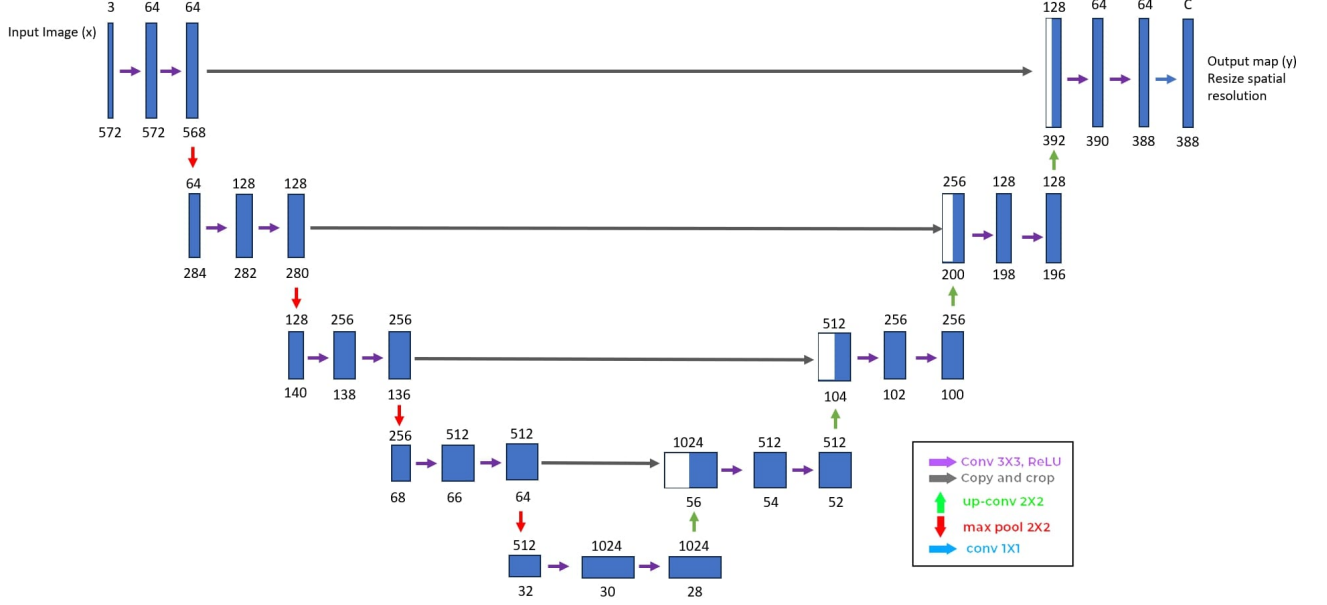 3 64 64 128 64 64 C
Input Image (x)
Output map (y)
Resize spatial
resolution
572 572 568 392 390 388 388
64 128 128 256 128 128
284 282 280 200 198 196
128 256 256 512 256 256
140 138 136 104 102 100
256 512 512 1024 512 512
68 66 64 56 54 52
512 1024 1024
32 30 28
Conv 3X3, ReLU
Copy and crop
up-conv 2X2
max pool 2X2
conv 1X1